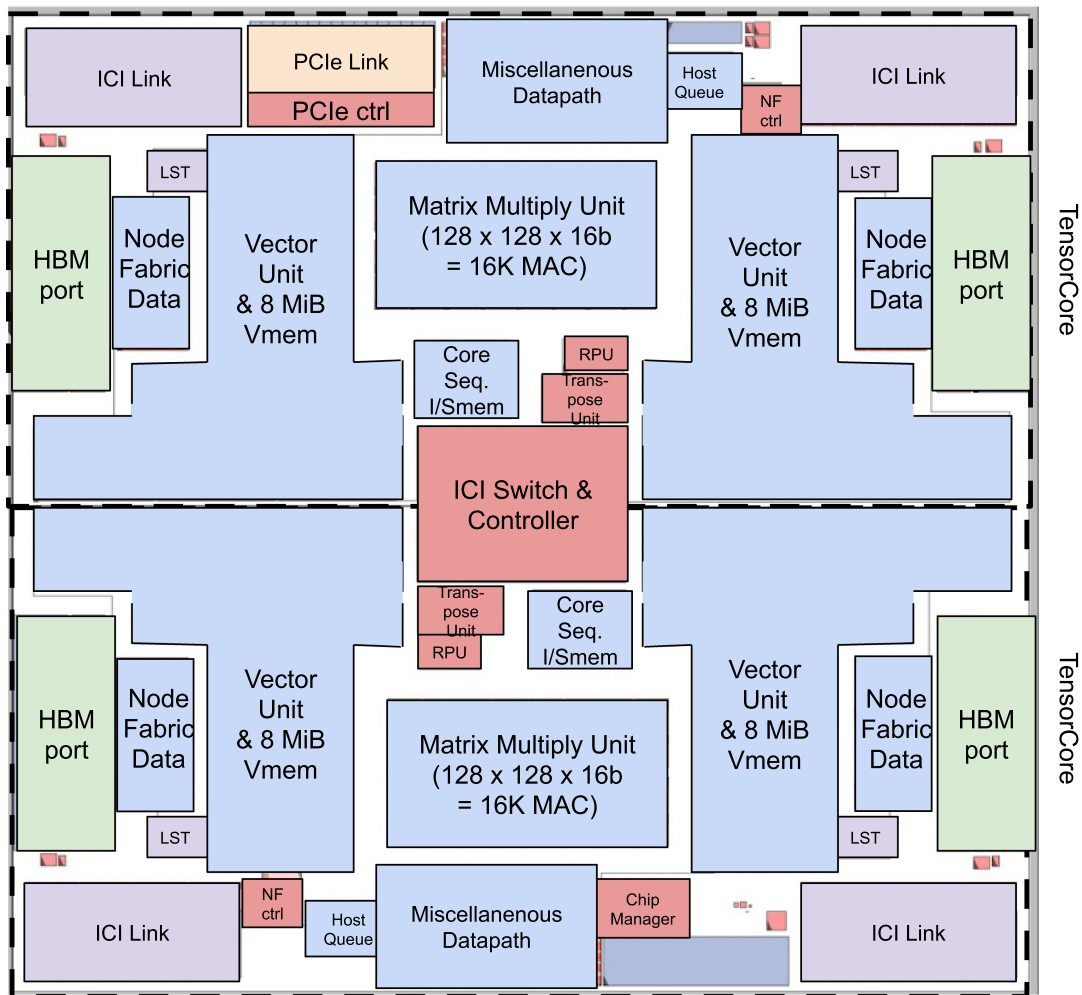 ICI Link
PCIe Link
PCIe ctrl
Miscellanenous
Datapath
Host
Queue
NF
ctrl
ICI Link
LST
LST
HBM
port
Node
Fabric
Data
Vector
Unit
& 8 MiB
Vmem
Matrix Multiply Unit
(128 x 128 x 16b
= 16K MAC)
Vector
Unit
& 8 MiB
Vmem
Node
Fabric
Data
HBM
port
TensorCore
Core
Seq.
I/Smem
RPU
Trans-
pose
Unit
ICI Switch &
Controller
Trans-
pose
Unit
RPU
Core
Seq.
I/Smem
HBM
port
Node
Fabric
Data
Vector
Unit
& 8 MiB
Vmem
Matrix Multiply Unit
(128 x 128 x 16b
= 16K MAC)
Vector
Unit
& 8 MiB
Vmem
Node
Fabric
Data
HBM
port
TensorCore
LST
LST
ICI Link
NF
ctrl
Host
Queue
Miscellanenous
Datapath
Chip
Manager
ICI Link